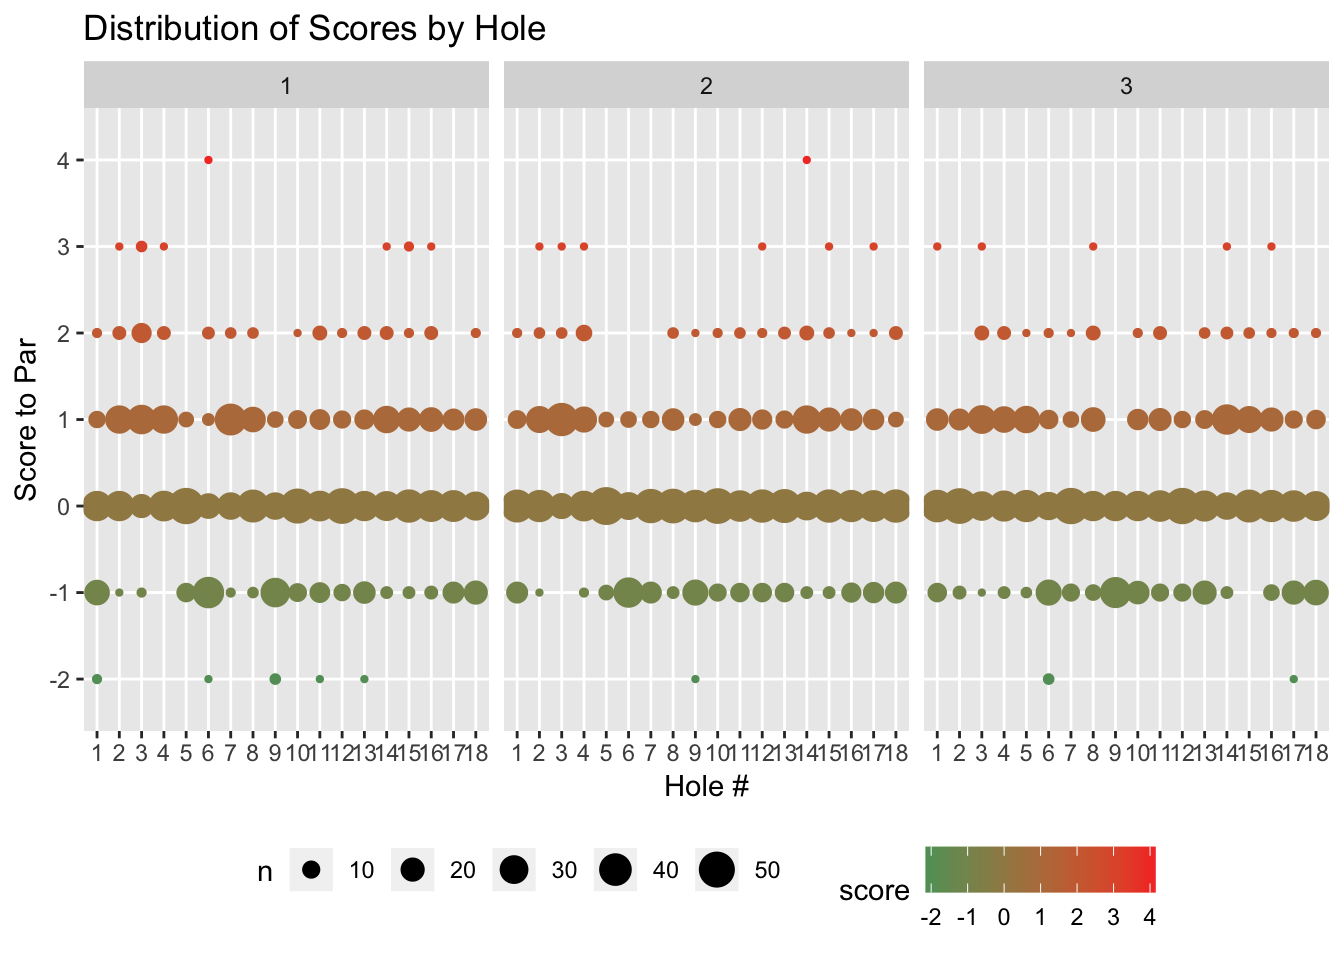 Distribution of Scores by Hole
1 2 3
4
3
2
1
0
-1
-2
Score to Par
1 2 3 4 5 6 7 8 9 10 11 12 13 14 15 16 17 18 1 2 3 4 5 6 7 8 9 10 11 12 13 14 15 16 17 18 1 2 3 4 5 6 7 8 9 10 11 12 13 14 15 16 17 18
Hole #
n 10 20 30 40 50
score
-2 -1 0 1 2 3 4